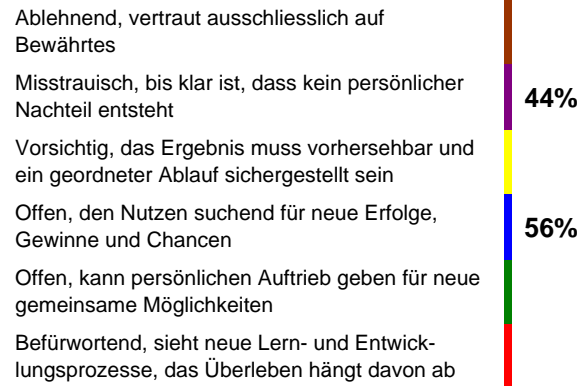 Ablehnend, vertraut ausschliesslich auf
Bewährtes
Misstrauisch, bis klar ist, dass kein persönlicher
Nachteil entsteht
44%
Vorsichtig, das Ergebnis muss vorhersehbar und
ein geordneter Ablauf sichergestellt sein
Offen, den Nutzen suchend für neue Erfolge,
Gewinne und Chancen
56%
Offen, kann persönlichen Auftrieb geben für neue
gemeinsame Möglichkeiten
Befürwortend, sieht neue Lern- und Entwick-
lungsprozesse, das Überleben hängt davon ab